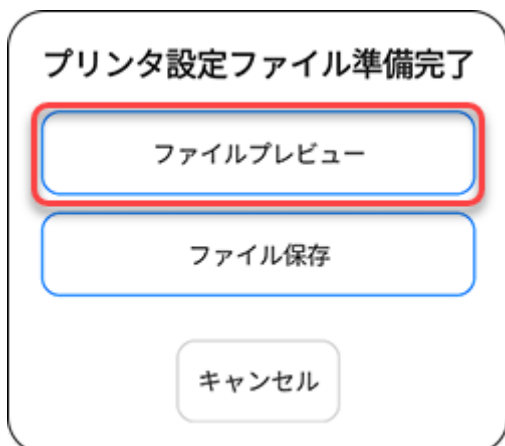 プリンタ設定ファイル準備完了
ファイルプレビュー
ファイル保存
キャンセル